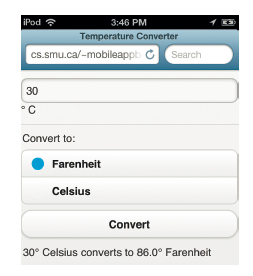 iPod 3:46 PM
Temperature Converter
cs.smu.ca/~mobileappb Search
30
° C
Convert to:
Farenheit
Celsius
Convert
30° Celsius converts to 86.0° Farenheit